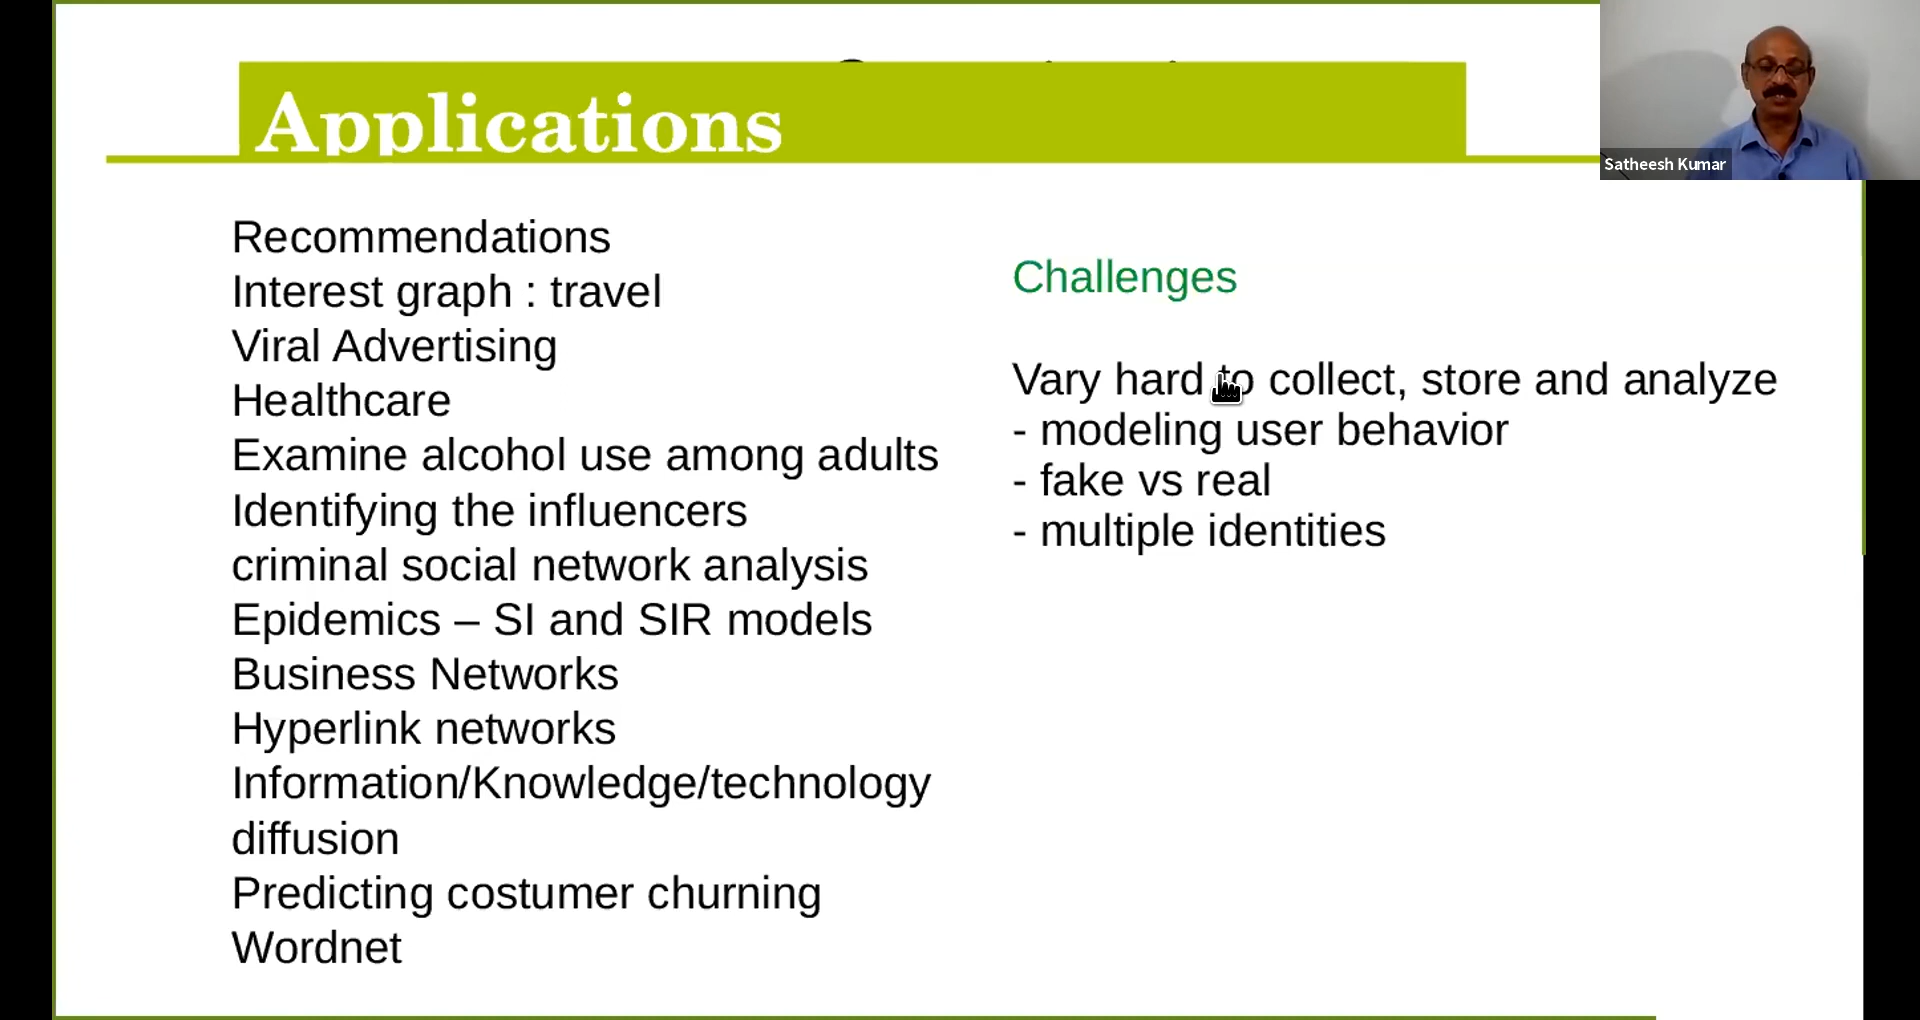 Applications
Satheesh Kumar
Recommendations
Interest graph : travel
Viral Advertising
Healthcare
Examine alcohol use among adults
Identifying the influencers
criminal social network analysis
Epidemics – SI and SIR models
Business Networks
Hyperlink networks
Information/Knowledge/technology
diffusion
Predicting costumer churning
Wordnet
Challenges
Vary hard to collect, store and analyze
- modeling user behavior
- fake vs real
- multiple identities